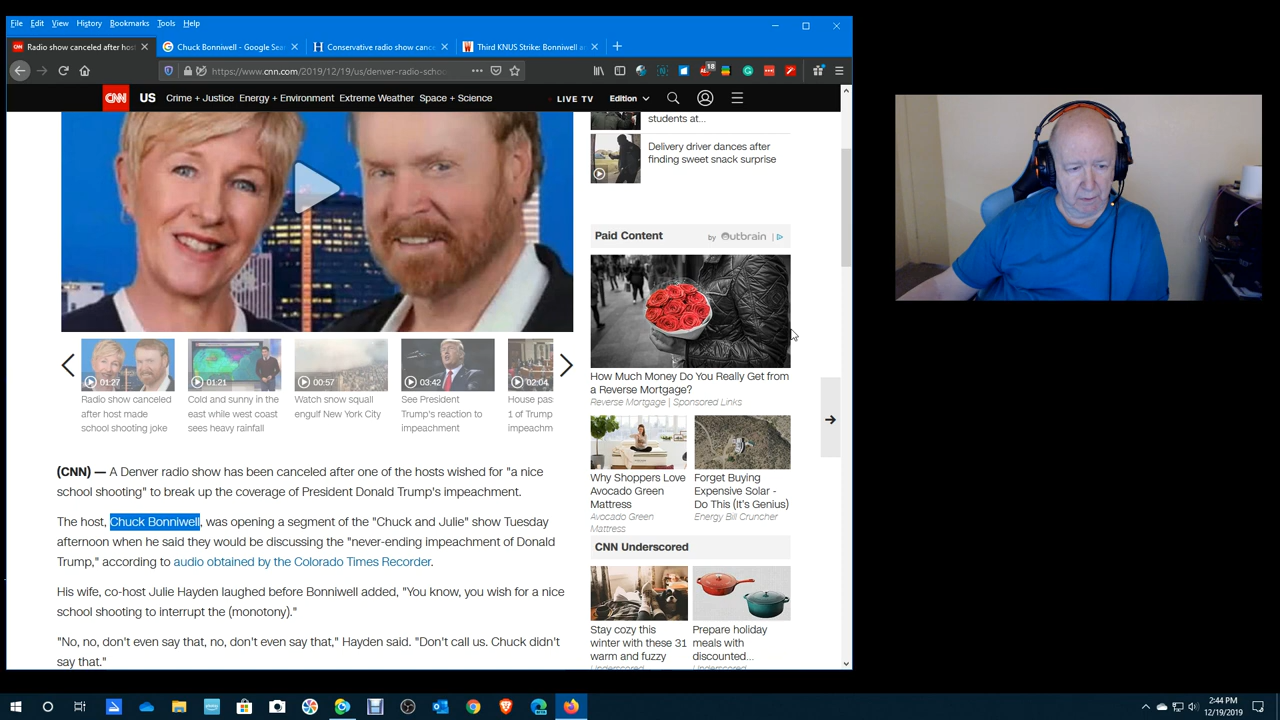 File Edit View History Bookmarks Tools Help
Radio show canceled after host
Chuck Bonniwell - Google Sea
Conservative radio show cance
Third KNUS Strike: Bonniwell a
https://www.cnn.com/2019/12/19/us/denver-radio-schoo
18
CNN US Crime + Justice Energy + Environment Extreme Weather Space + Science LIVE TV Edition
students at...
Delivery driver dances after
finding sweet snack surprise
Paid Content by Outbrain
How Much Money Do You Really Get from
a Reverse Mortgage?
Reverse Mortgage | Sponsored Links
Why Shoppers Love
Avocado Green
Mattress
Avocado Green
Mattress
Forget Buying
Expensive Solar -
Do This (It's Genius)
Energy Bill Cruncher
CNN Underscored
Stay cozy this
winter with these 31
warm and fuzzy
Underscored
Prepare holiday
meals with
discounted...
Underscored
01:27
Radio show canceled
after host made
school shooting joke
01:21
Cold and sunny in the
east while west coast
sees heavy rainfall
00:57
Watch snow squall
engulf New York City
03:42
See President
Trump's reaction to
impeachment
02:04
House pas
1 of Trump
impeachm
(CNN) — A Denver radio show has been canceled after one of the hosts wished for "a nice
school shooting" to break up the coverage of President Donald Trump's impeachment.
The host, Chuck Bonniwell, was opening a segment of the "Chuck and Julie" show Tuesday
afternoon when he said they would be discussing the "never-ending impeachment of Donald
Trump," according to audio obtained by the Colorado Times Recorder.
His wife, co-host Julie Hayden laughed before Bonniwell added, "You know, you wish for a nice
school shooting to interrupt the (monotony)."
"No, no, don't even say that, no, don't even say that," Hayden said. "Don't call us. Chuck didn't
say that."
2:44 PM
12/19/2019